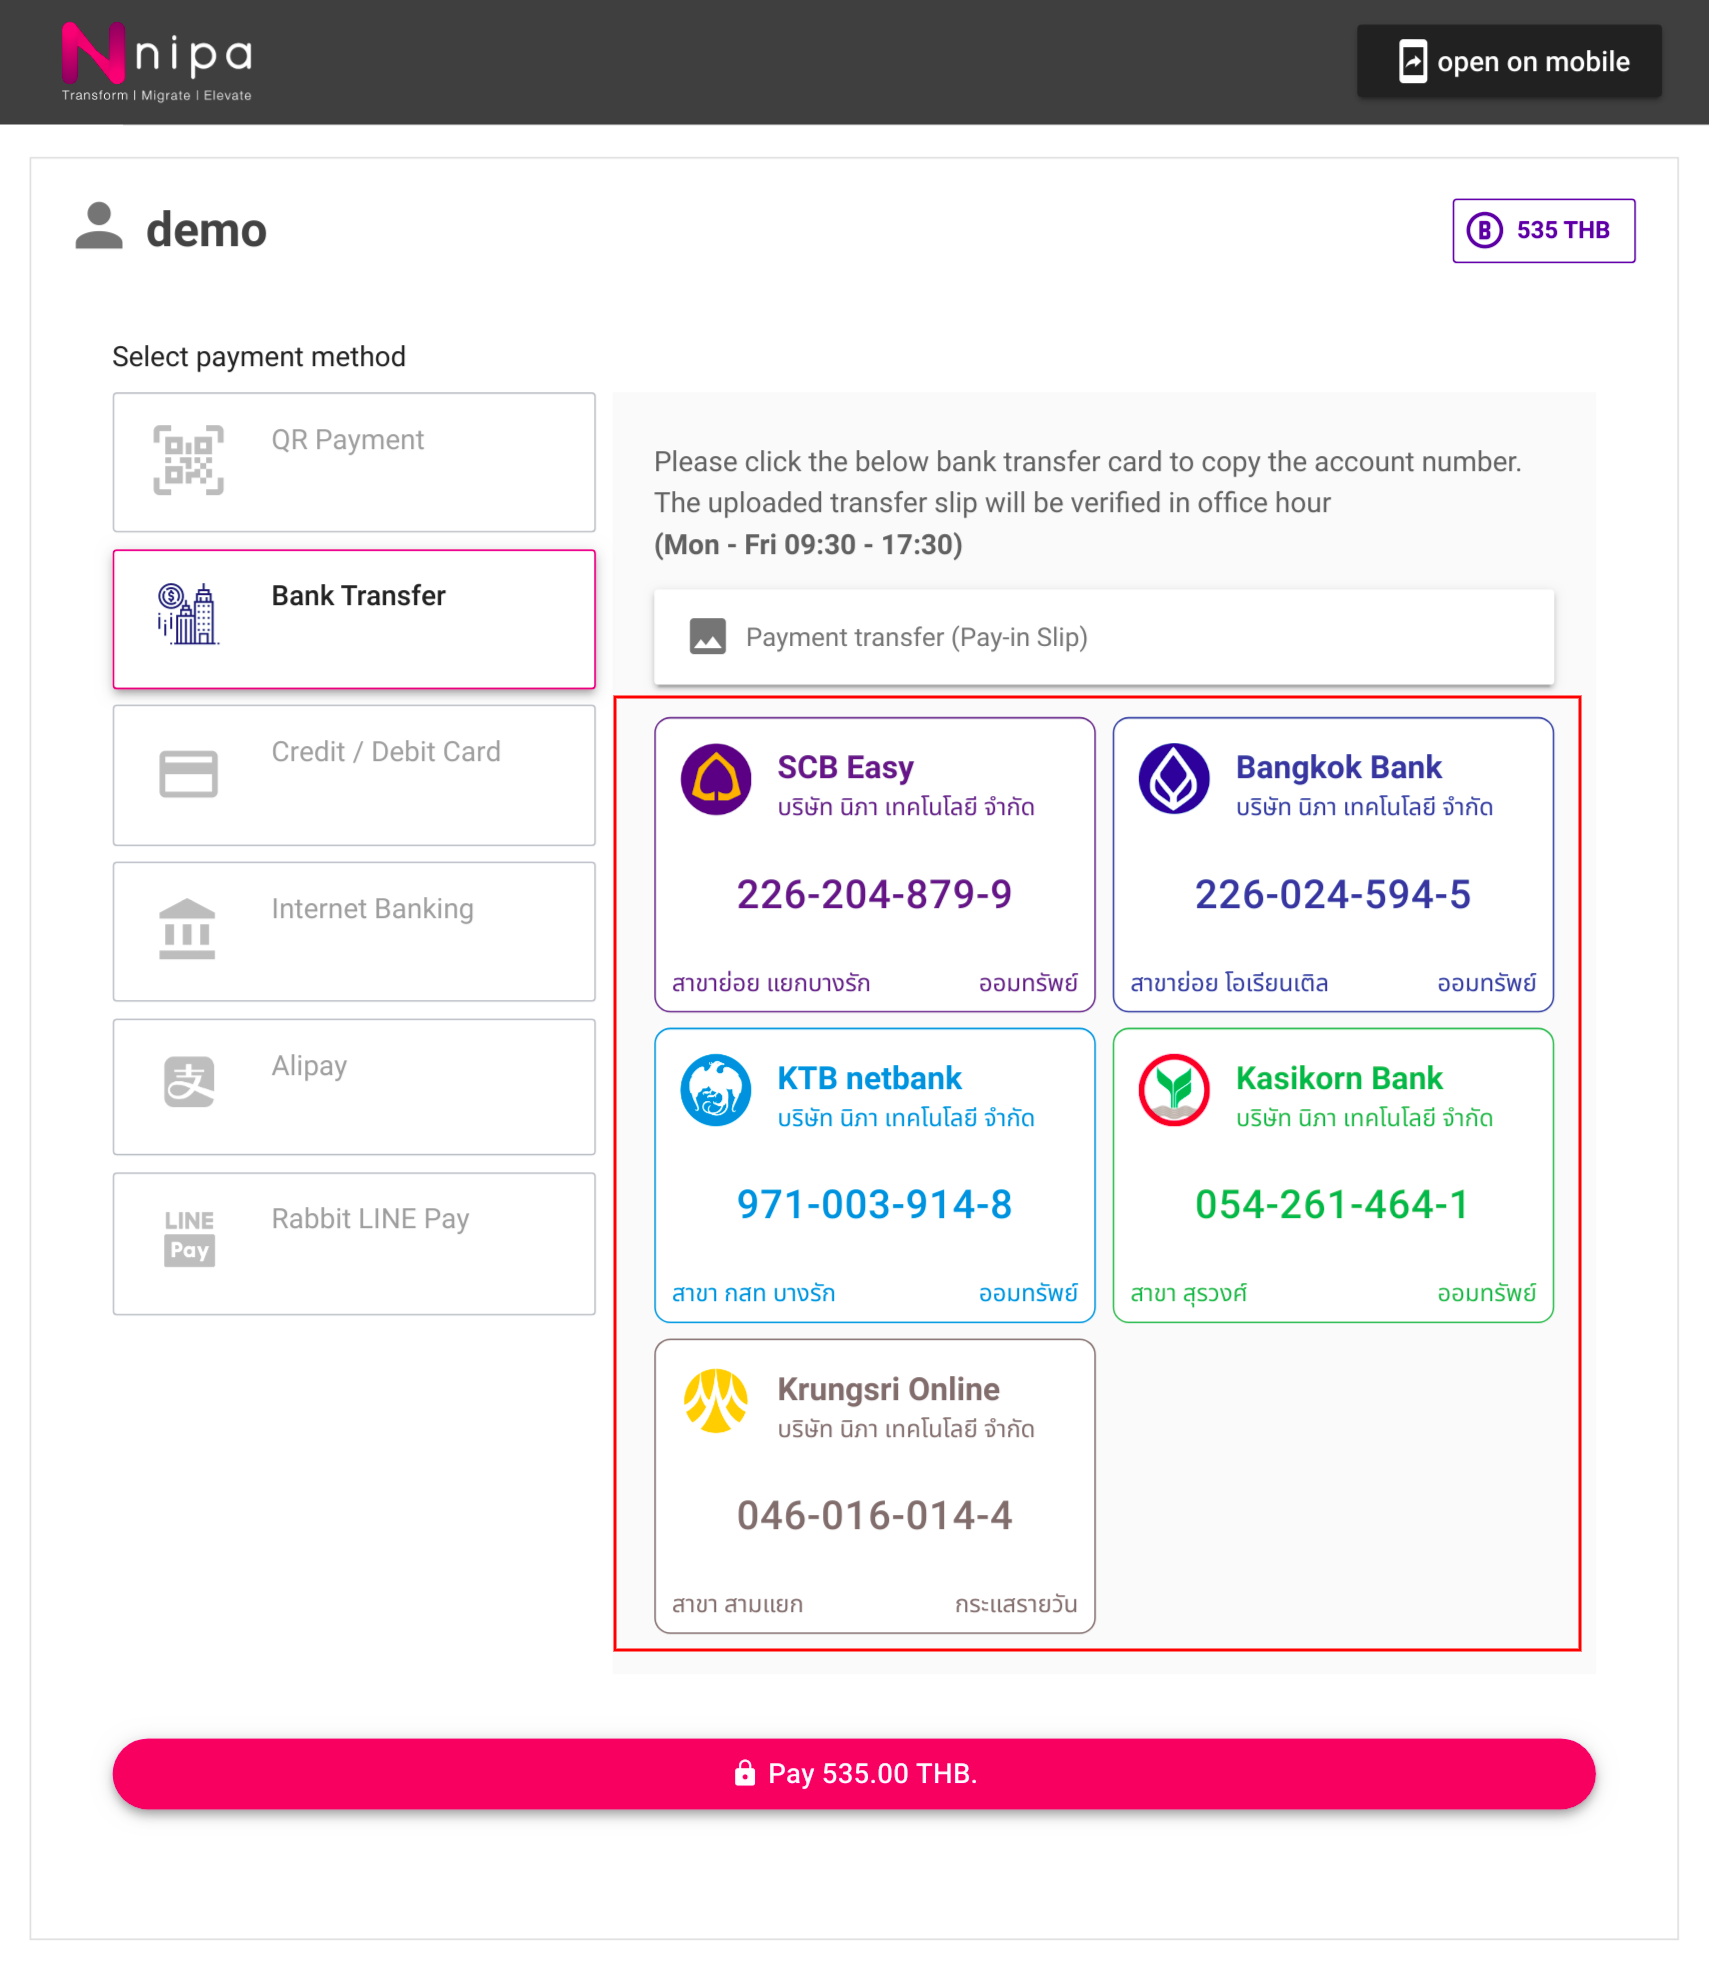 nipa
Transform | Migrate | Elevate
open on mobile
demo
B 535 THB
Select payment method
QR Payment
Bank Transfer
Credit / Debit Card
Internet Banking
Alipay
支
Rabbit LINE Pay
LINE
Pay
Please click the below bank transfer card to copy the account number.
The uploaded transfer slip will be verified in office hour
(Mon - Fri 09:30 - 17:30)
Payment transfer (Pay-in Slip)
SCB Easy
บริษัท นิภา เทคโนโลยี จำกัด
226-204-879-9
สาขาย่อย แยกบางรัก ออมทรัพย์
Bangkok Bank
บริษัท นิภา เทคโนโลยี จำกัด
226-024-594-5
สาขาย่อย โอเรียนเติล ออมทรัพย์
KTB netbank
บริษัท นิภา เทคโนโลยี จำกัด
971-003-914-8
สาขา กสท บางรัก ออมทรัพย์
Kasikorn Bank
บริษัท นิภา เทคโนโลยี จำกัด
054-261-464-1
สาขา สุรวงศ์ ออมทรัพย์
Krungsri Online
บริษัท นิภา เทคโนโลยี จำกัด
046-016-014-4
สาขา สามแยก กระแสรายวัน
Pay 535.00 THB.